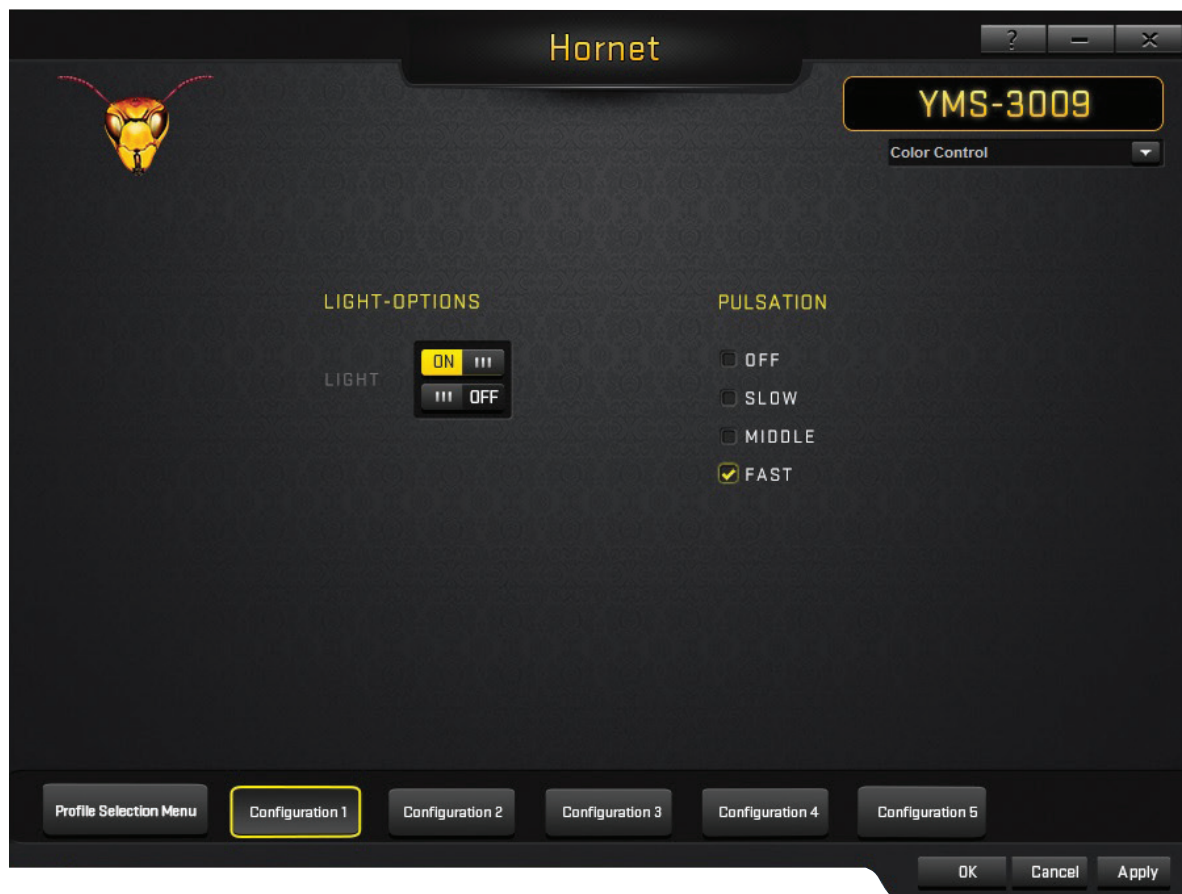 Hornet
?
YMS-3009
Color Control
LIGHT-OPTIONS
LIGHT
ON
OFF
PULSATION
OFF
SLOW
MIDDLE
FAST
Profile Selection Menu
Configuration 1
Configuration 2
Configuration 3
Configuration 4
Configuration 5
OK
Cancel
Apply